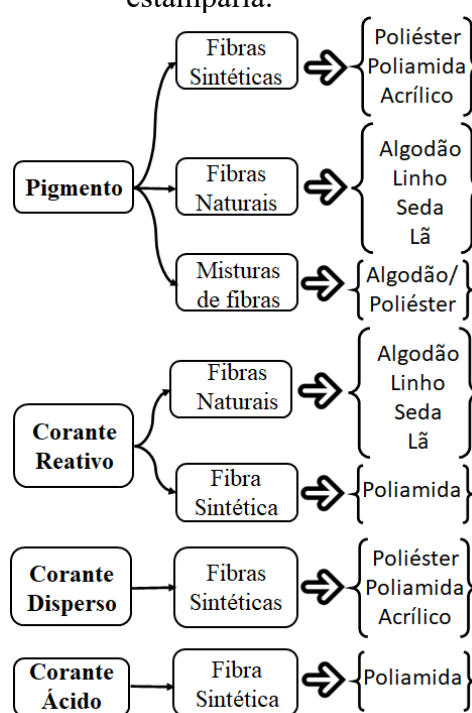 estamparia.
Fibras
Sintéticas
Poliéster
Poliamida
Acrílico
Pigmento
Fibras
Naturais
Algodão
Linho
Seda
Lã
Misturas
de fibras
Algodão/
Poliéster
Corante
Reativo
Fibras
Naturais
Algodão
Linho
Seda
Lã
Fibra
Sintética
Poliamida
Corante
Disperso
Fibras
Sintéticas
Poliéster
Poliamida
Acrílico
Corante
Ácido
Fibra
Sintética
Poliamida